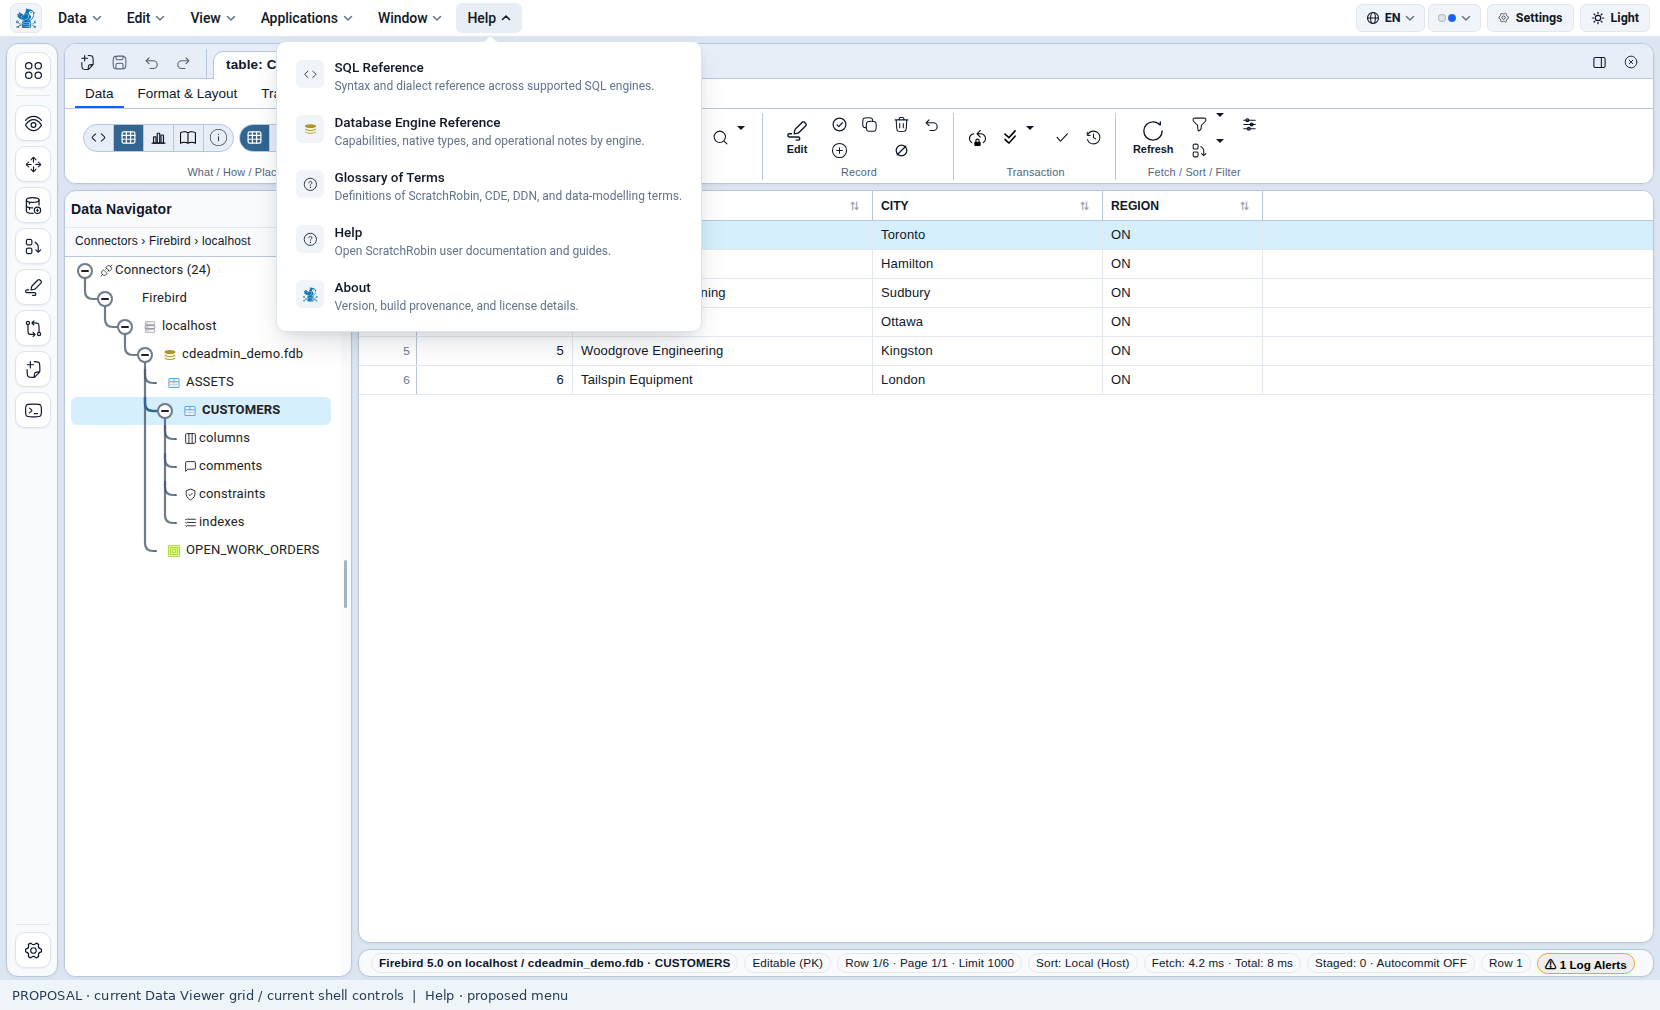 Data Edit View Applications Window Help EN Settings Light
table: C
Data Format & Layout Tra
SQL Reference
Syntax and dialect reference across supported SQL engines.
Database Engine Reference
Capabilities, native types, and operational notes by engine.
Glossary of Terms
Definitions of ScratchRobin, CDE, DDN, and data-modelling terms.
Help
Open ScratchRobin user documentation and guides.
About
Version, build provenance, and license details.
Edit Refresh
What / How / Plac Record Transaction Fetch / Sort / Filter
Data Navigator
Connectors › Firebird › localhost
Connectors (24)
Firebird
localhost
cdeadmin_demo.fdb
ASSETS
CUSTOMERS
columns
comments
constraints
indexes
OPEN_WORK_ORDERS
CITY REGION
Toronto ON
Hamilton ON
ning Sudbury ON
Ottawa ON
5 5 Woodgrove Engineering Kingston ON
6 6 Tailspin Equipment London ON
Firebird 5.0 on localhost / cdeadmin_demo.fdb · CUSTOMERS Editable (PK) Row 1/6 · Page 1/1 · Limit 1000 Sort: Local (Host) Fetch: 4.2 ms · Total: 8 ms Staged: 0 · Autocommit OFF Row 1 1 Log Alerts
PROPOSAL · current Data Viewer grid / current shell controls | Help · proposed menu